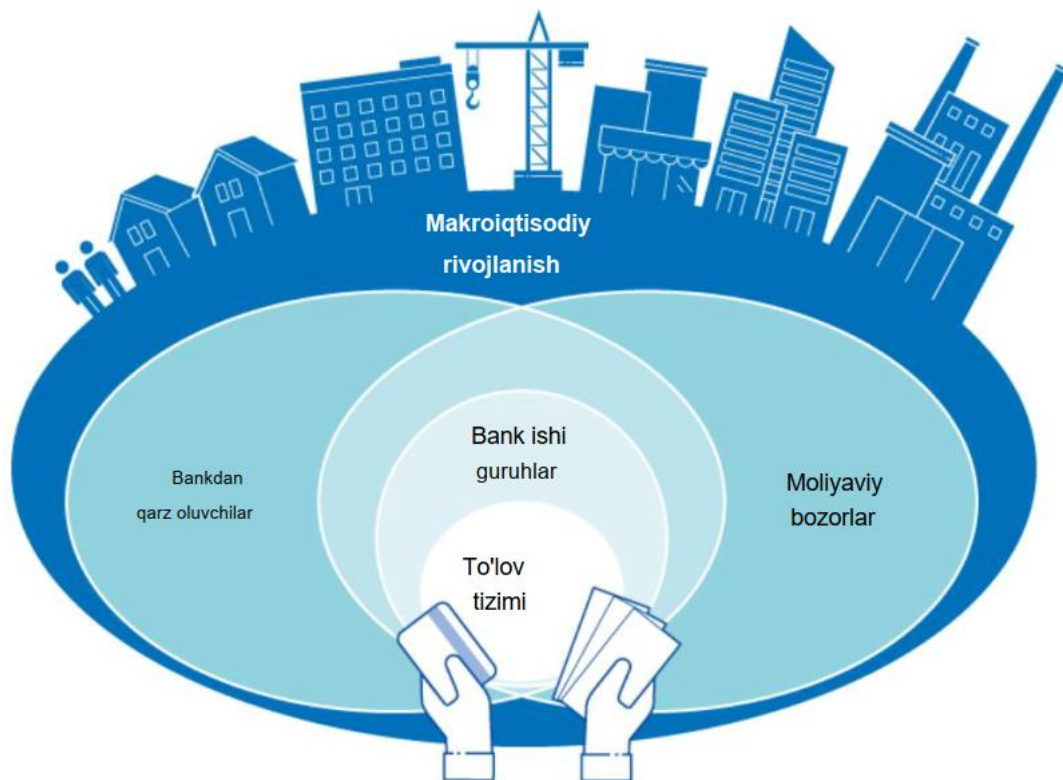 Makroiqtisodiy
rivojlanish
Bank ishi
guruhlar
Bankdan
qarz oluvchilar
Moliyaviy
bozorlar
To'lov
tizimi